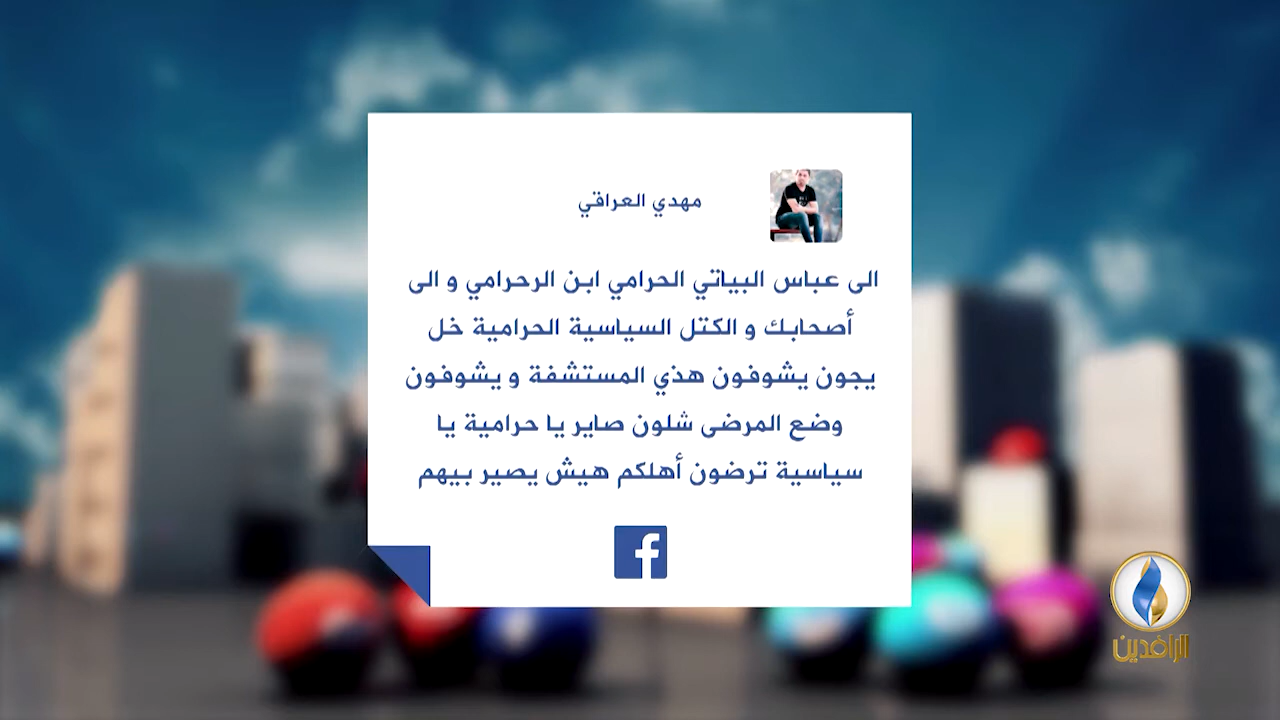 مهدي العراقي
الى عباس البياتي الحرامي ابن الرحرامي و الى
أصحابك و الكتل السياسية الحرامية خل
يجون يشوفون هذي المستشفة و يشوفون
وضع المرضى شلون صاير يا حرامية يا
سياسية ترضون أهلكم هيش يصير بيهم
الرافدين